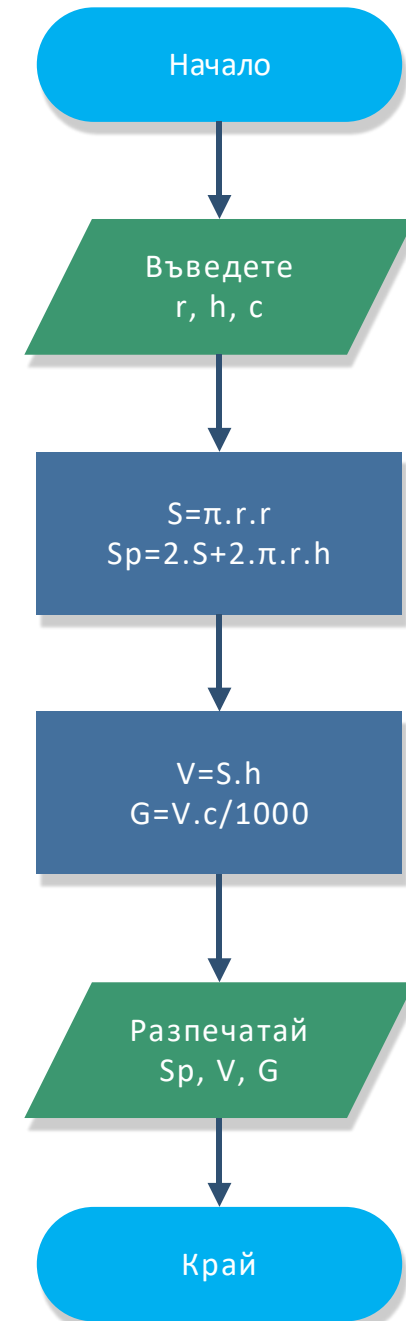 Начало
Въведете
r, h, c
S=π.r.r
Sp=2.S+2.π.r.h
V=S.h
G=V.c/1000
Разпечатай
Sp, V, G
Край